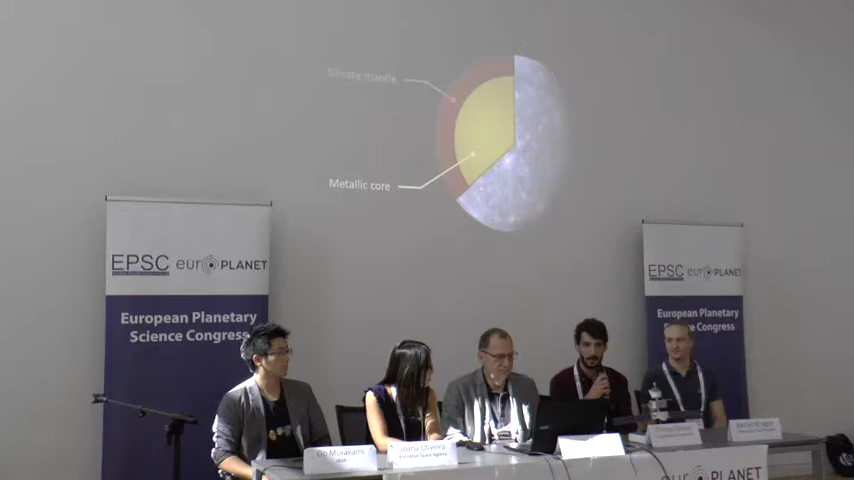 Silicate mantle
Metallic core
EPSC euroPLANET
European Planetary
Science Congress
EPSC euroPLANET
European Planetary
Congress
Go Murakami
JAXA
Joana Oliveira
European Space Agency
euroPLANET